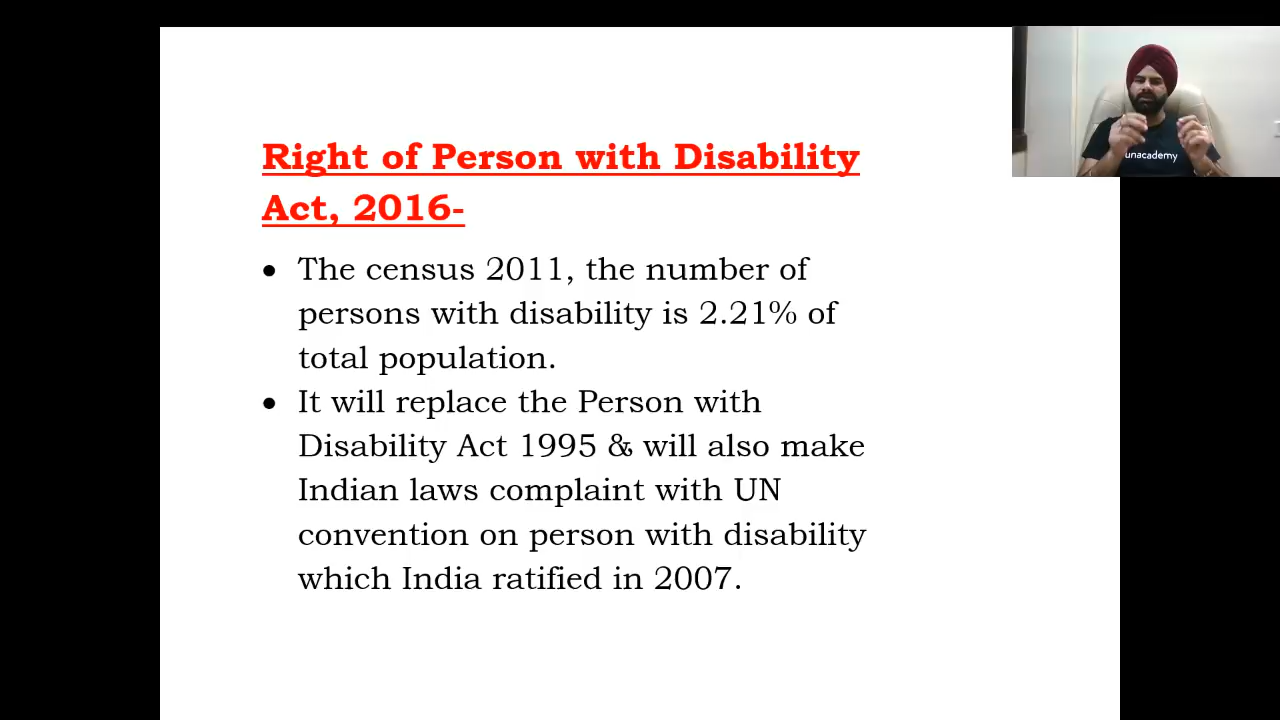 Right of Person with Disability
Act, 2016-
• The census 2011, the number of
persons with disability is 2.21% of
total population.
• It will replace the Person with
Disability Act 1995 & will also make
Indian laws complaint with UN
convention on person with disability
which India ratified in 2007.
unacademy